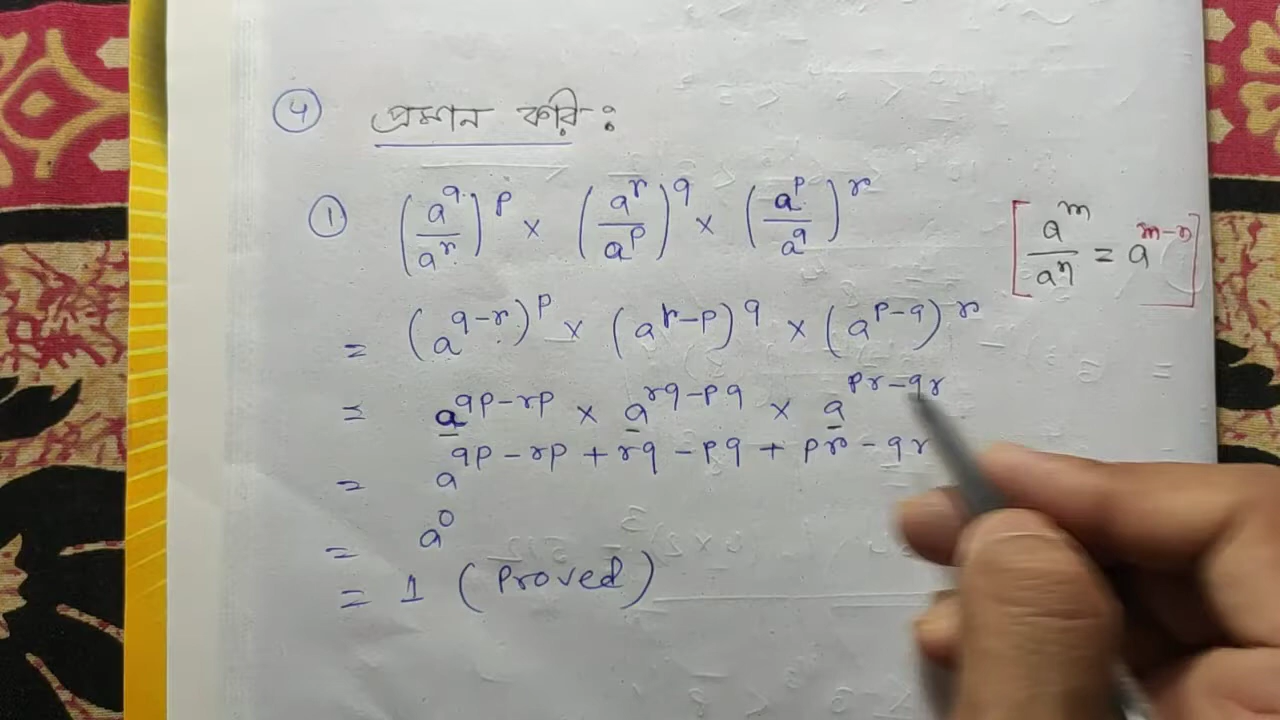 ④ প্রমান করি :
① (a^q/a^r)^p × (a^r/a^p)^q × (a^p/a^q)^r [a^m/a^n = a^(m-n)]
= (a^(q-r))^p × (a^(r-p))^q × (a^(p-q))^r
= a^(qp-rp) × a^(rq-pq) × a^(pr-qr)
= a^(qp-rp+rq-pq+pr-qr)
= a^0
= 1 (Proved)